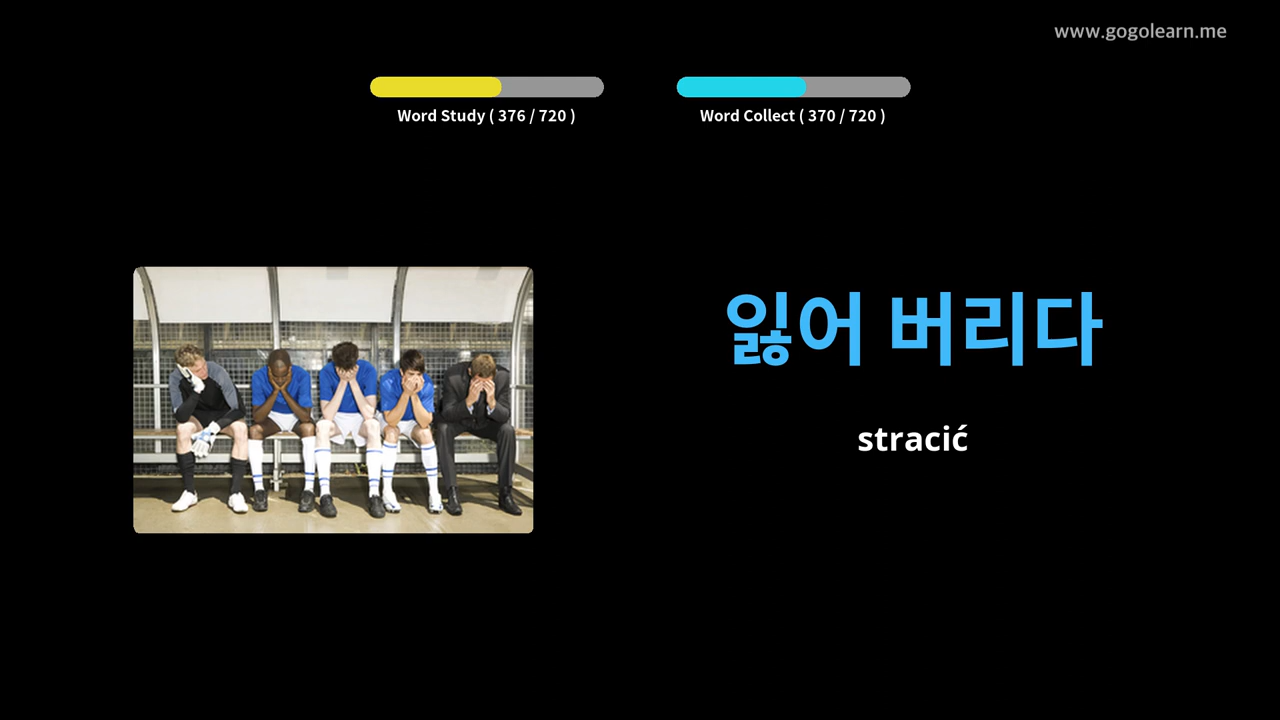 www.gogolearn.me
Word Study ( 376 / 720 )
Word Collect ( 370 / 720 )
잃어 버리다
stracić